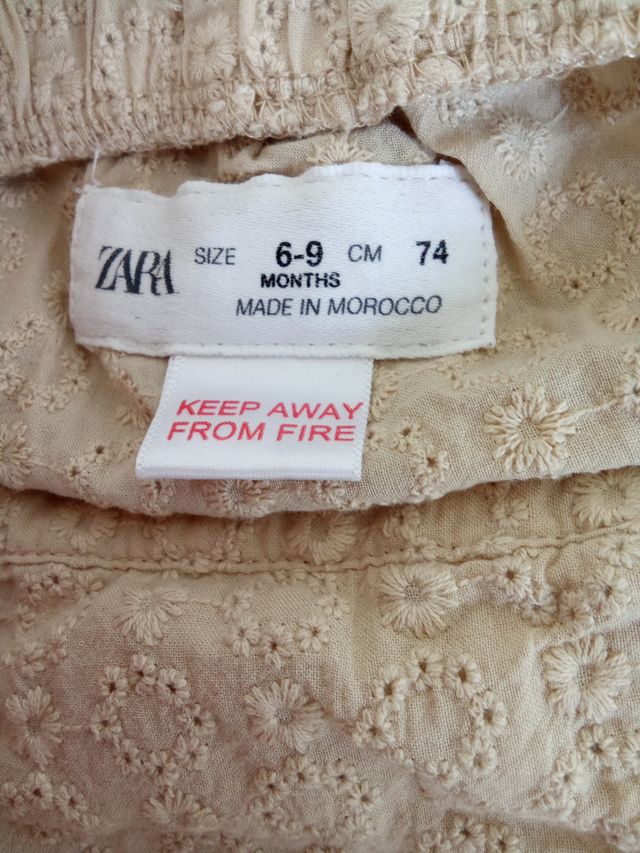 ZARA SIZE 6-9 CM 74
MONTHS
MADE IN MOROCCO
KEEP AWAY
FROM FIRE